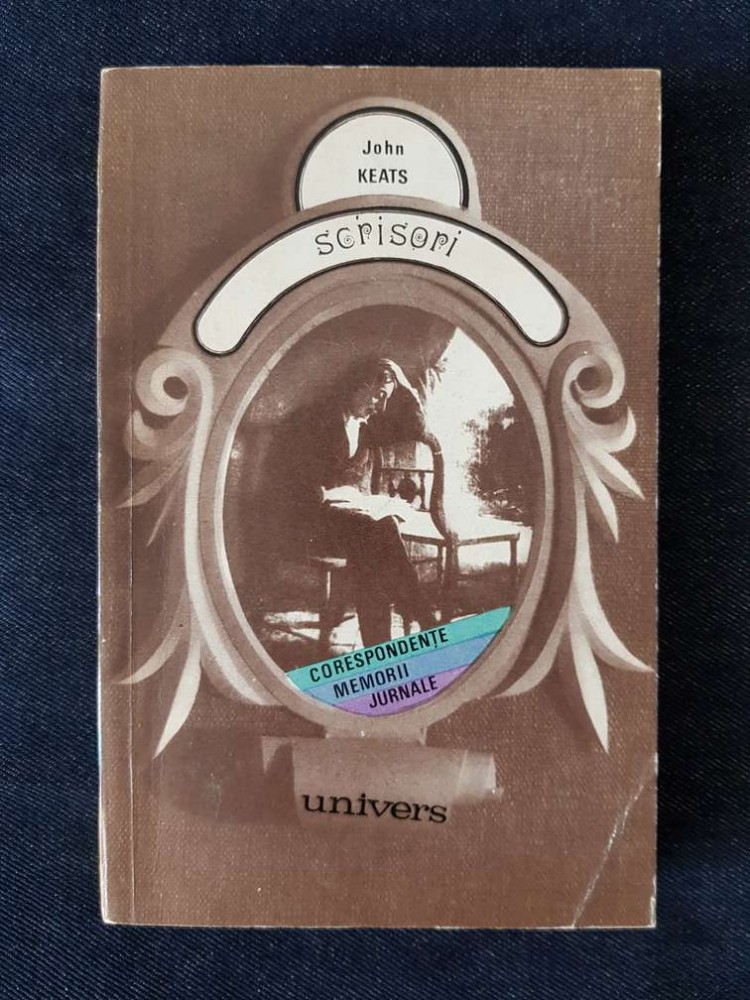 John
KEATS
scrisori
CORESPONDENȚE
MEMORII
JURNALE
univers